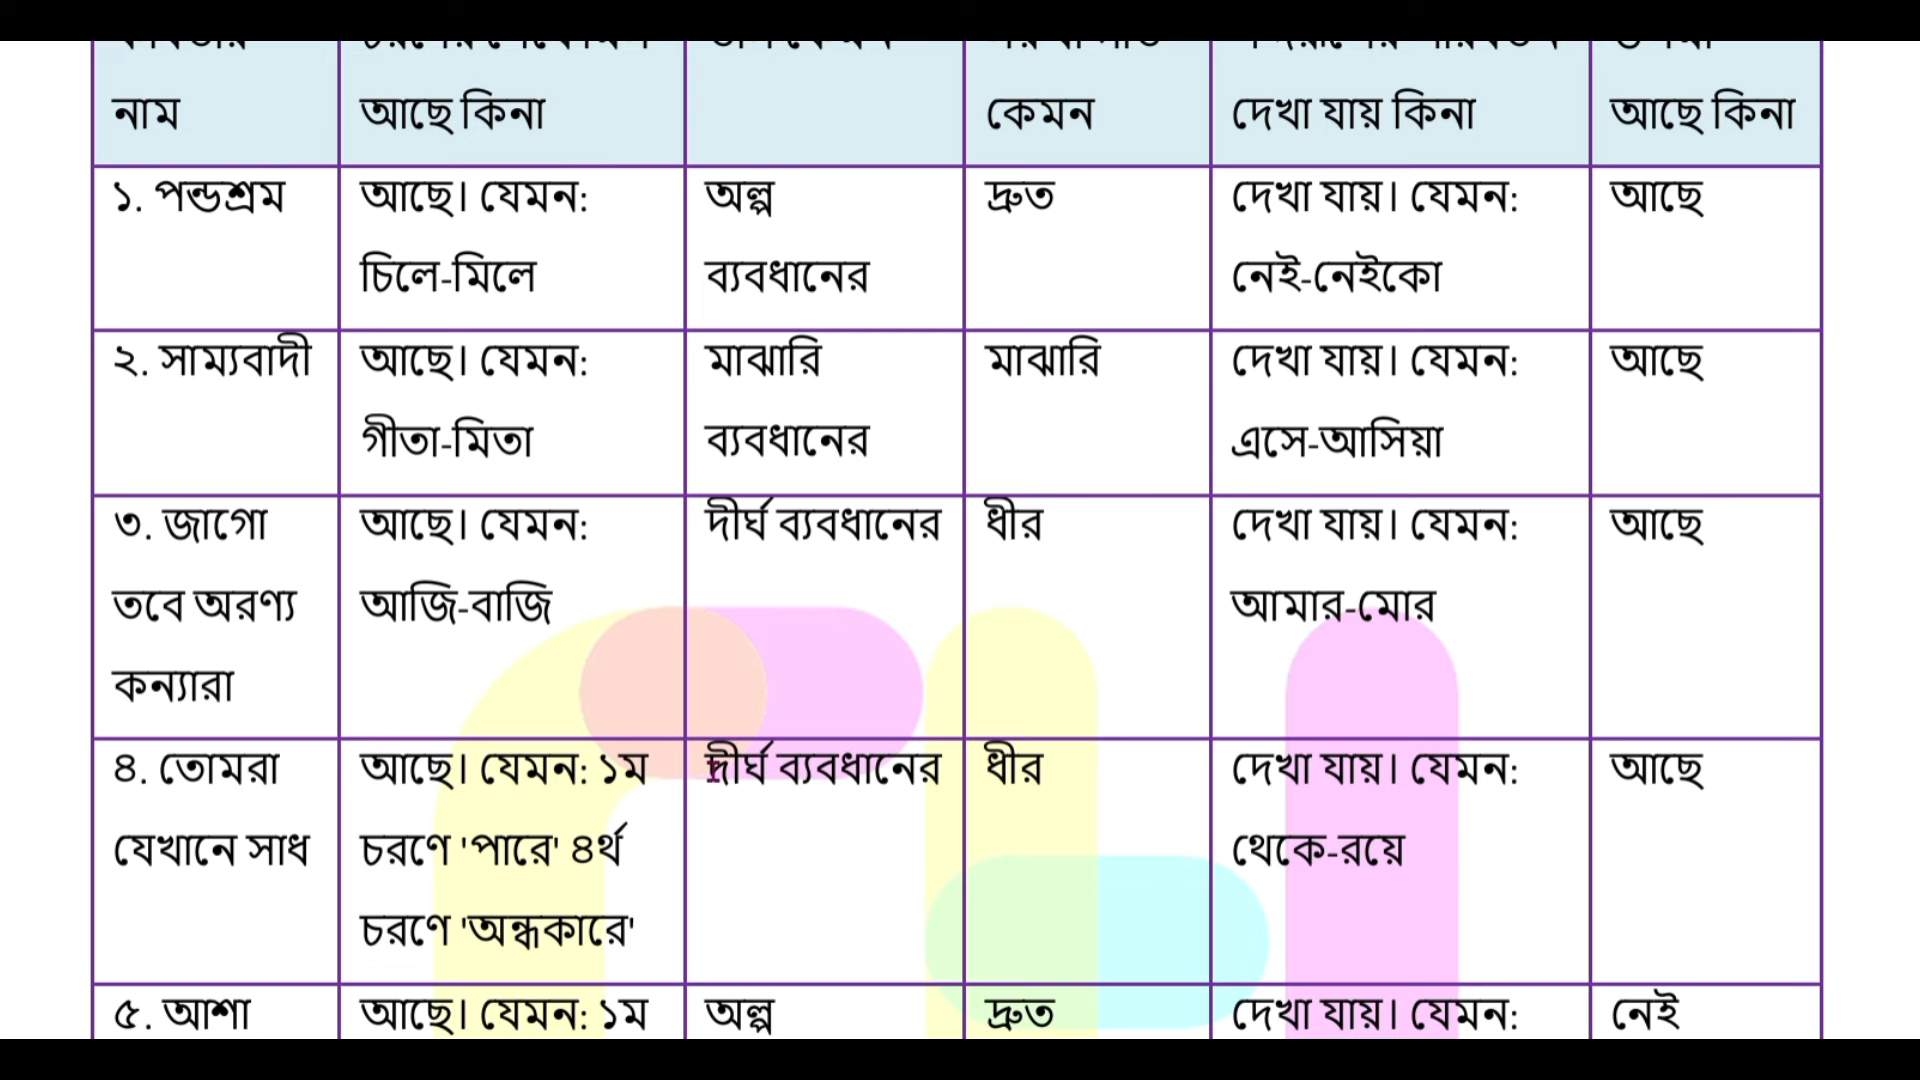 নাম
আছে কিনা
কেমন
দেখা যায় কিনা
আছে কিনা
১. পন্ডশ্রম
আছে। যেমন:
চিলে-মিলে
অল্প
ব্যবধানের
দ্রুত
দেখা যায়। যেমন:
নেই-নেইকো
আছে
২. সাম্যবাদী
আছে। যেমন:
গীতা-মিতা
মাঝারি
ব্যবধানের
মাঝারি
দেখা যায়। যেমন:
এসে-আসিয়া
আছে
৩. জাগো
তবে অরণ্য
কন্যারা
আছে। যেমন:
আজি-বাজি
দীর্ঘ ব্যবধানের
ধীর
দেখা যায়। যেমন:
আমার-মোর
আছে
৪. তোমরা
যেখানে সাধ
আছে। যেমন: ১ম
চরণে 'পারে' ৪র্থ
চরণে 'অন্ধকারে'
দীর্ঘ ব্যবধানের
ধীর
দেখা যায়। যেমন:
থেকে-রয়ে
আছে
৫. আশা
আছে। যেমন: ১ম
অল্প
দ্রুত
দেখা যায়। যেমন:
নেই